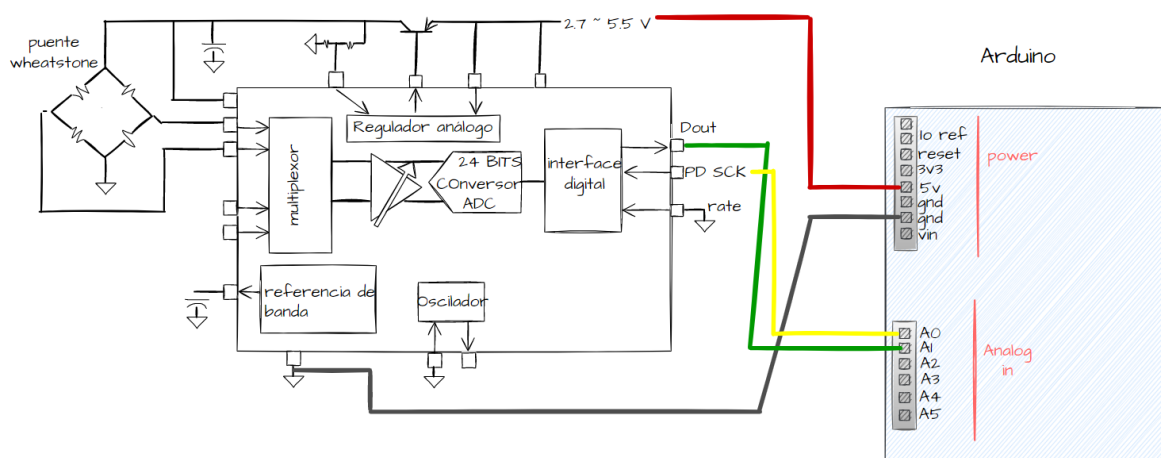 puente
wheatstone
2.7 ~ 5.5 V
Arduino
Regulador análogo
multiplexor
24 BITS
COnversor
ADC
interface
digital
Dout
PD SCK
rate
referencia de
banda
Oscilador
Io ref
reset
3v3
5v
gnd
gnd
vin
power
A0
A1
A2
A3
A4
A5
Analog
in